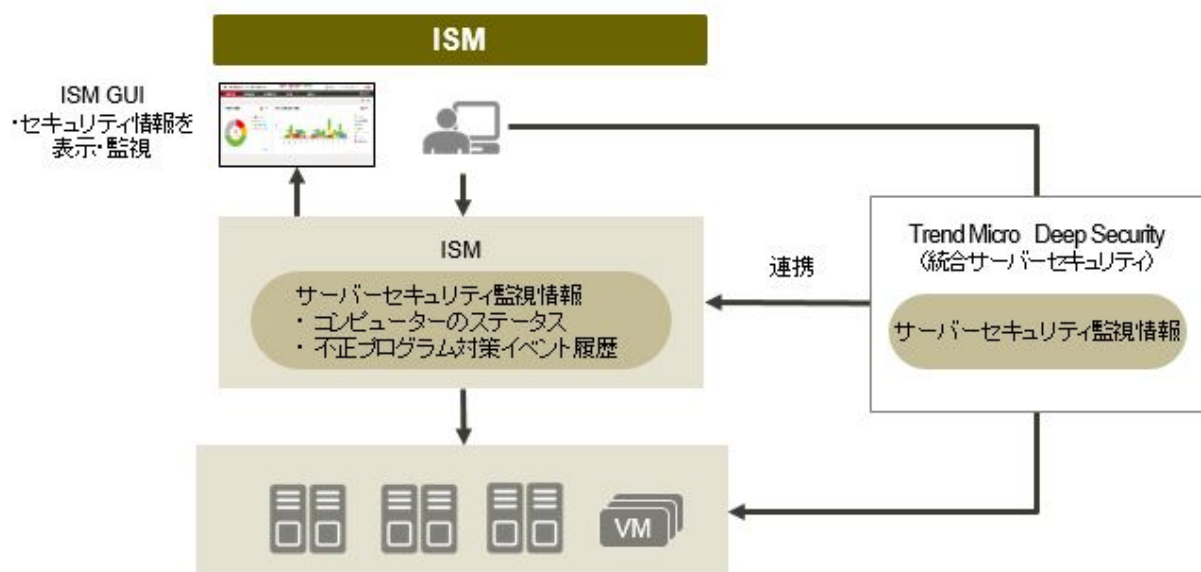 ISM
ISM GUI
・セキュリティ情報を
表示・監視
ISM
サーバーセキュリティ監視情報
・ コンピューターのステータス
・ 不正プログラム対策イベント履歴
連携
Trend Micro Deep Security
（統合サーバーセキュリティ）
サーバーセキュリティ監視情報
VM